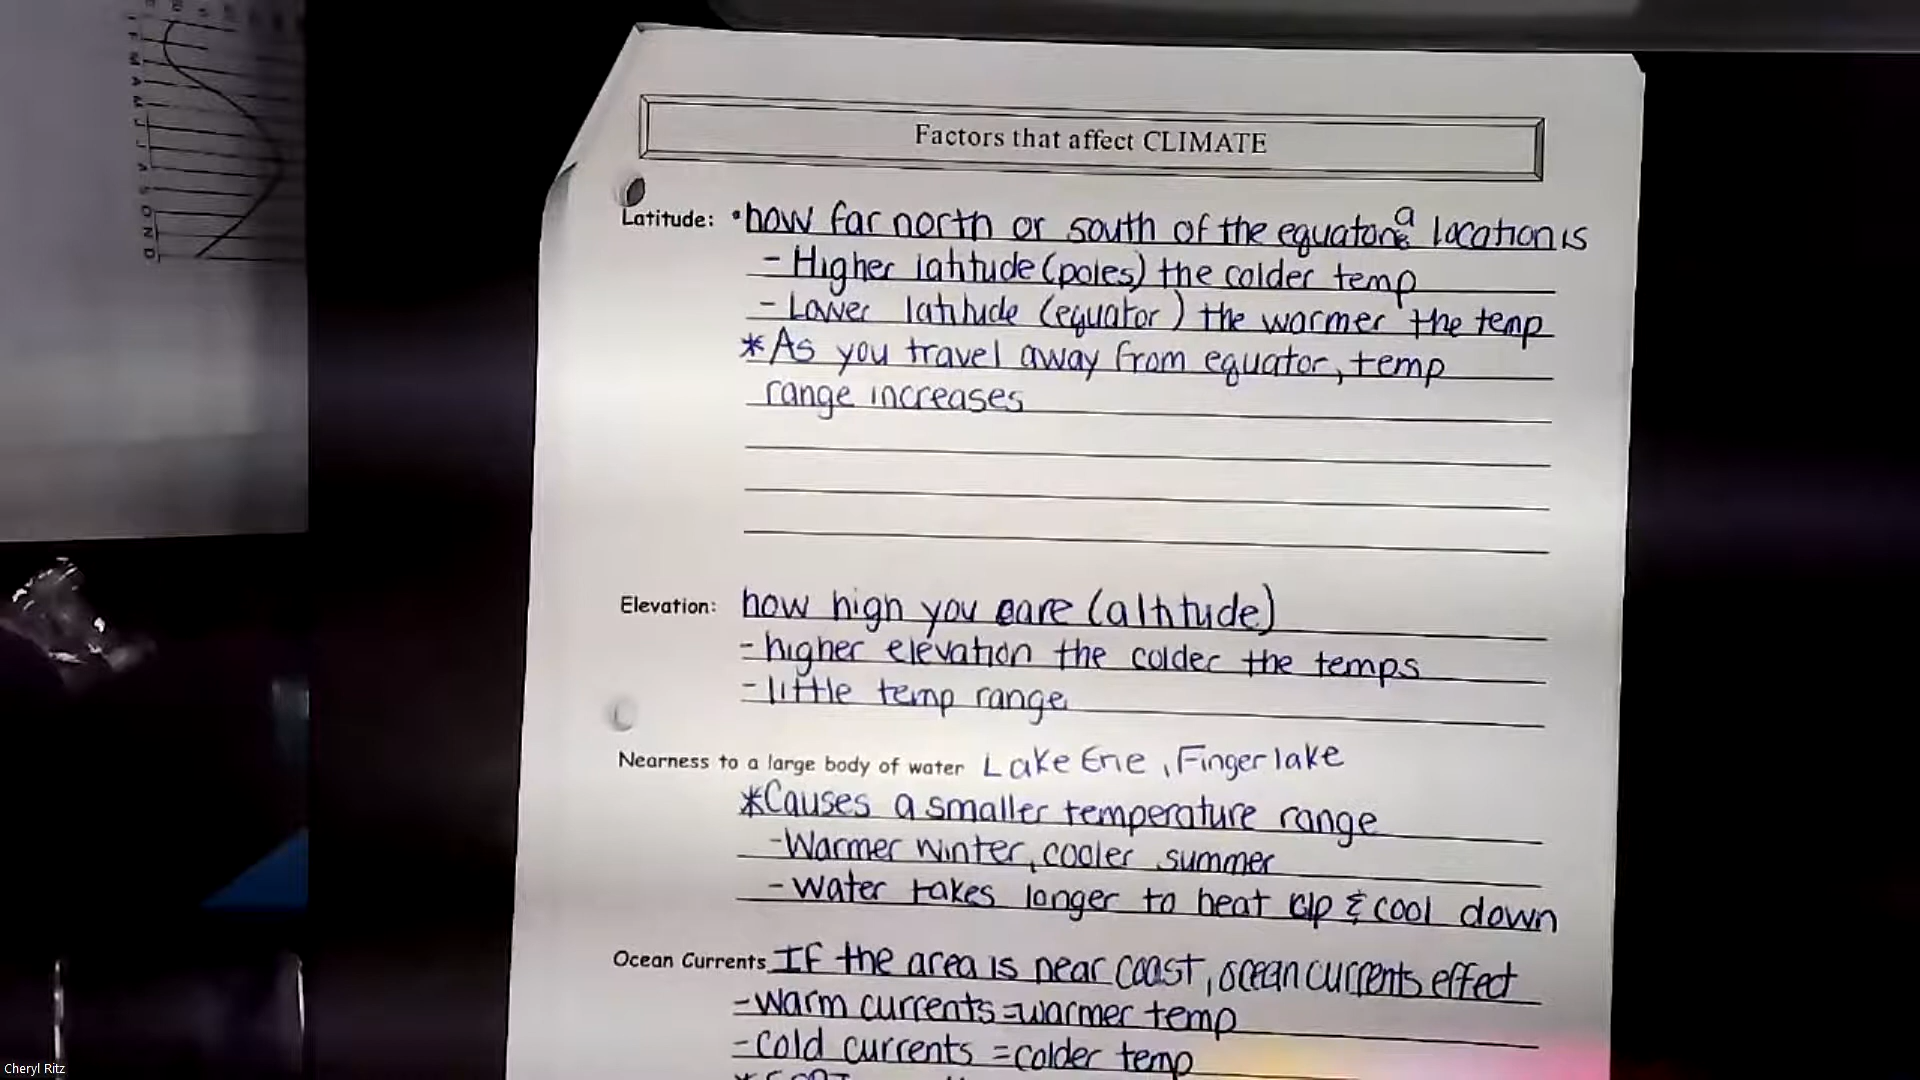 J F M A M J J A S O N D
Factors that affect CLIMATE
Latitude: •how far north or south of the equator a location is
- Higher latitude (poles) the colder temp
- Lower latitude (equator) the warmer the temp
*As you travel away from equator, temp
range increases
Elevation: how high you are (altitude)
- higher elevation the colder the temps
- little temp range
Nearness to a large body of water Lake Erie, Finger lake
*Causes a smaller temperature range
-Warmer winter, cooler summer
- Water takes longer to heat up & cool down
Ocean Currents If the area is near coast, ocean currents effect
- warm currents = warmer temp
- cold currents = colder temp
Cheryl Ritz